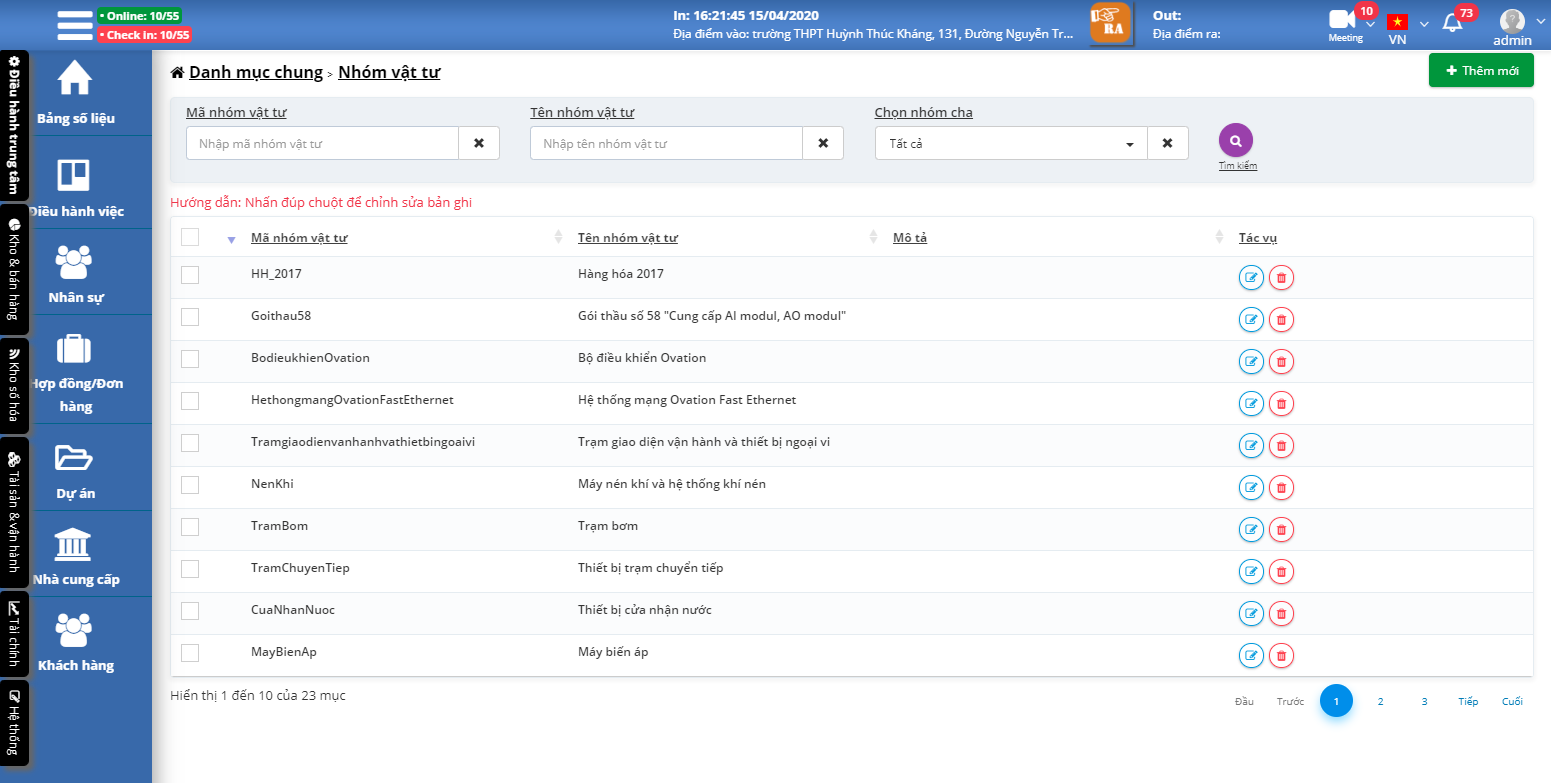 • Online: 10/55
• Check in: 10/55
In: 16:21:45 15/04/2020
Địa điểm vào: trường THPT Huỳnh Thúc Kháng, 131, Đường Nguyễn Tr...
RA
Out:
Địa điểm ra:
10
Meeting
VN
73
admin
Điều hành trung tâm
Kho & bán hàng
Kho số hóa
Tài sản & vận hành
Tài chính
Hệ thống
Bảng số liệu
Điều hành việc
Nhân sự
Hợp đồng/Đơn
hàng
Dự án
Nhà cung cấp
Khách hàng
Danh mục chung > Nhóm vật tư
Thêm mới
Mã nhóm vật tư
Nhập mã nhóm vật tư
Tên nhóm vật tư
Nhập tên nhóm vật tư
Chọn nhóm cha
Tất cả
Tìm kiếm
Hướng dẫn: Nhấn đúp chuột để chỉnh sửa bản ghi
Mã nhóm vật tư Tên nhóm vật tư Mô tả Tác vụ
HH_2017 Hàng hóa 2017
Goithau58 Gói thầu số 58 "Cung cấp AI modul, AO modul"
BodieukhienOvation Bộ điều khiển Ovation
HethongmangOvationFastEthernet Hệ thống mạng Ovation Fast Ethernet
Tramgiaodienvanhanhvathietbingoaivi Trạm giao diện vận hành và thiết bị ngoại vi
NenKhi Máy nén khí và hệ thống khí nén
TramBom Trạm bơm
TramChuyenTiep Thiết bị trạm chuyển tiếp
CuaNhanNuoc Thiết bị cửa nhận nước
MayBienAp Máy biến áp
Hiển thị 1 đến 10 của 23 mục
Đầu Trước 1 2 3 Tiếp Cuối